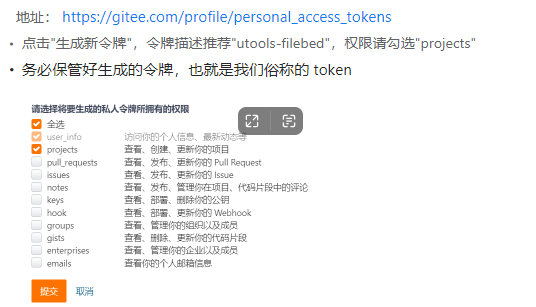 地址： https://gitee.com/profile/personal_access_tokens
• 点击"生成新令牌"，令牌描述推荐"utools-filebed"，权限请勾选"projects"
• 务必保管好生成的令牌，也就是我们俗称的 token
请选择将要生成的私人令牌所拥有的权限
全选
user_info 访问你的个人信息、最新动态等
projects 查看、创建、更新你的项目
pull_requests 查看、发布、更新你的 Pull Request
issues 查看、发布、更新你的 Issue
notes 查看、发布、管理你在项目、代码片段中的评论
keys 查看、部署、删除你的公钥
hook 查看、部署、更新你的 Webhook
groups 查看、管理你的组织以及成员
gists 查看、删除、更新你的代码片段
enterprises 查看、管理你的企业以及成员
emails 查看你的个人邮箱信息
提交 取消